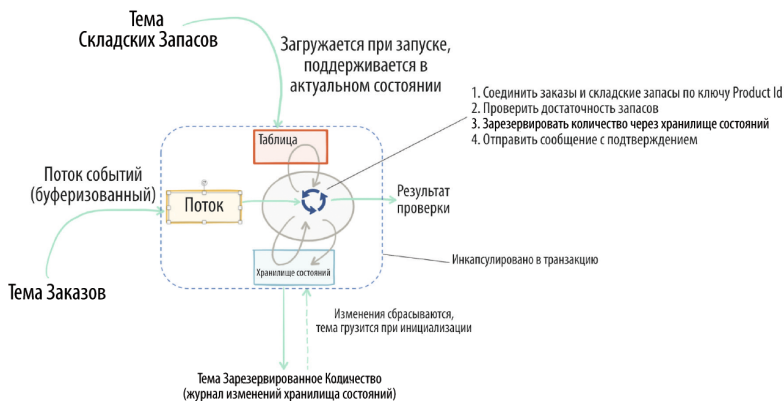 Тема
Складских Запасов
Загружается при запуске,
поддерживается в
актуальном состоянии
1. Соединить заказы и складские запасы по ключу Product Id
2. Проверить достаточность запасов
3. Зарезервировать количество через хранилище состояний
4. Отправить сообщение с подтверждением
Таблица
Поток событий
(буферизованный)
Поток
Результат
проверки
Хранилище состояний
Инкапсулировано в транзакцию
Тема Заказов
Изменения сбрасываются,
тема грузится при инициализации
Тема Зарезервированное Количество
(журнал изменений хранилища состояний)